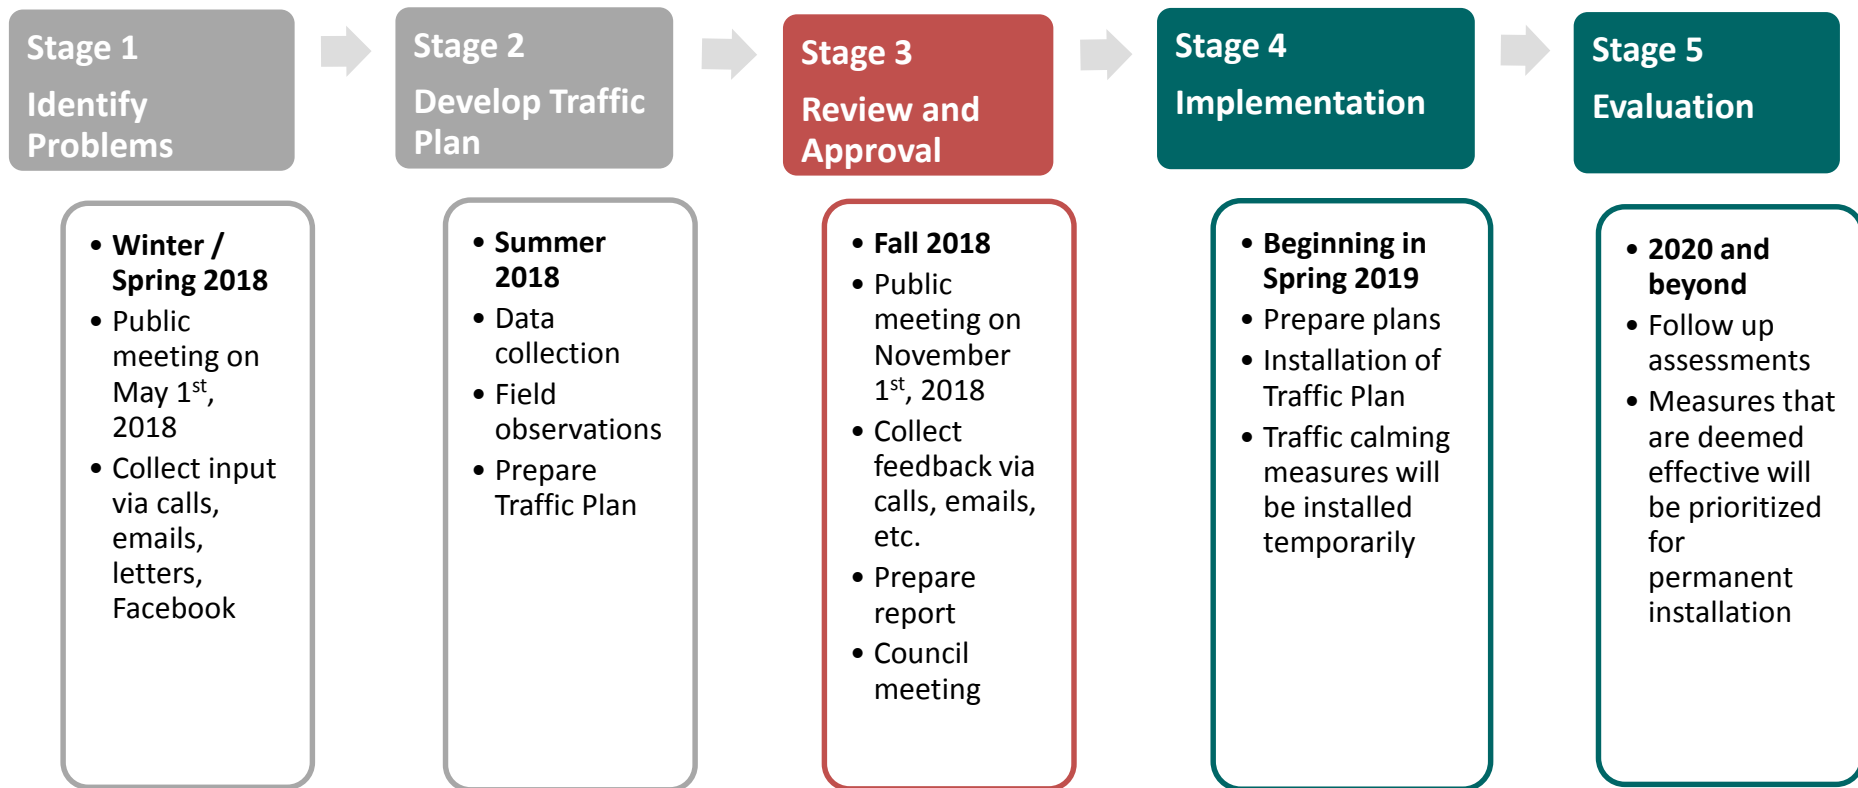 Stage 1
Identify
Problems
• Winter /
Spring 2018
• Public
meeting on
May 1st,
2018
• Collect input
via calls,
emails,
letters,
Facebook
Stage 2
Develop Traffic
Plan
• Summer
2018
• Data
collection
• Field
observations
• Prepare
Traffic Plan
Stage 3
Review and
Approval
• Fall 2018
• Public
meeting on
November
1st, 2018
• Collect
feedback via
calls, emails,
etc.
• Prepare
report
• Council
meeting
Stage 4
Implementation
• Beginning in
Spring 2019
• Prepare plans
• Installation of
Traffic Plan
• Traffic calming
measures will
be installed
temporarily
Stage 5
Evaluation
• 2020 and
beyond
• Follow up
assessments
• Measures that
are deemed
effective will
be prioritized
for
permanent
installation